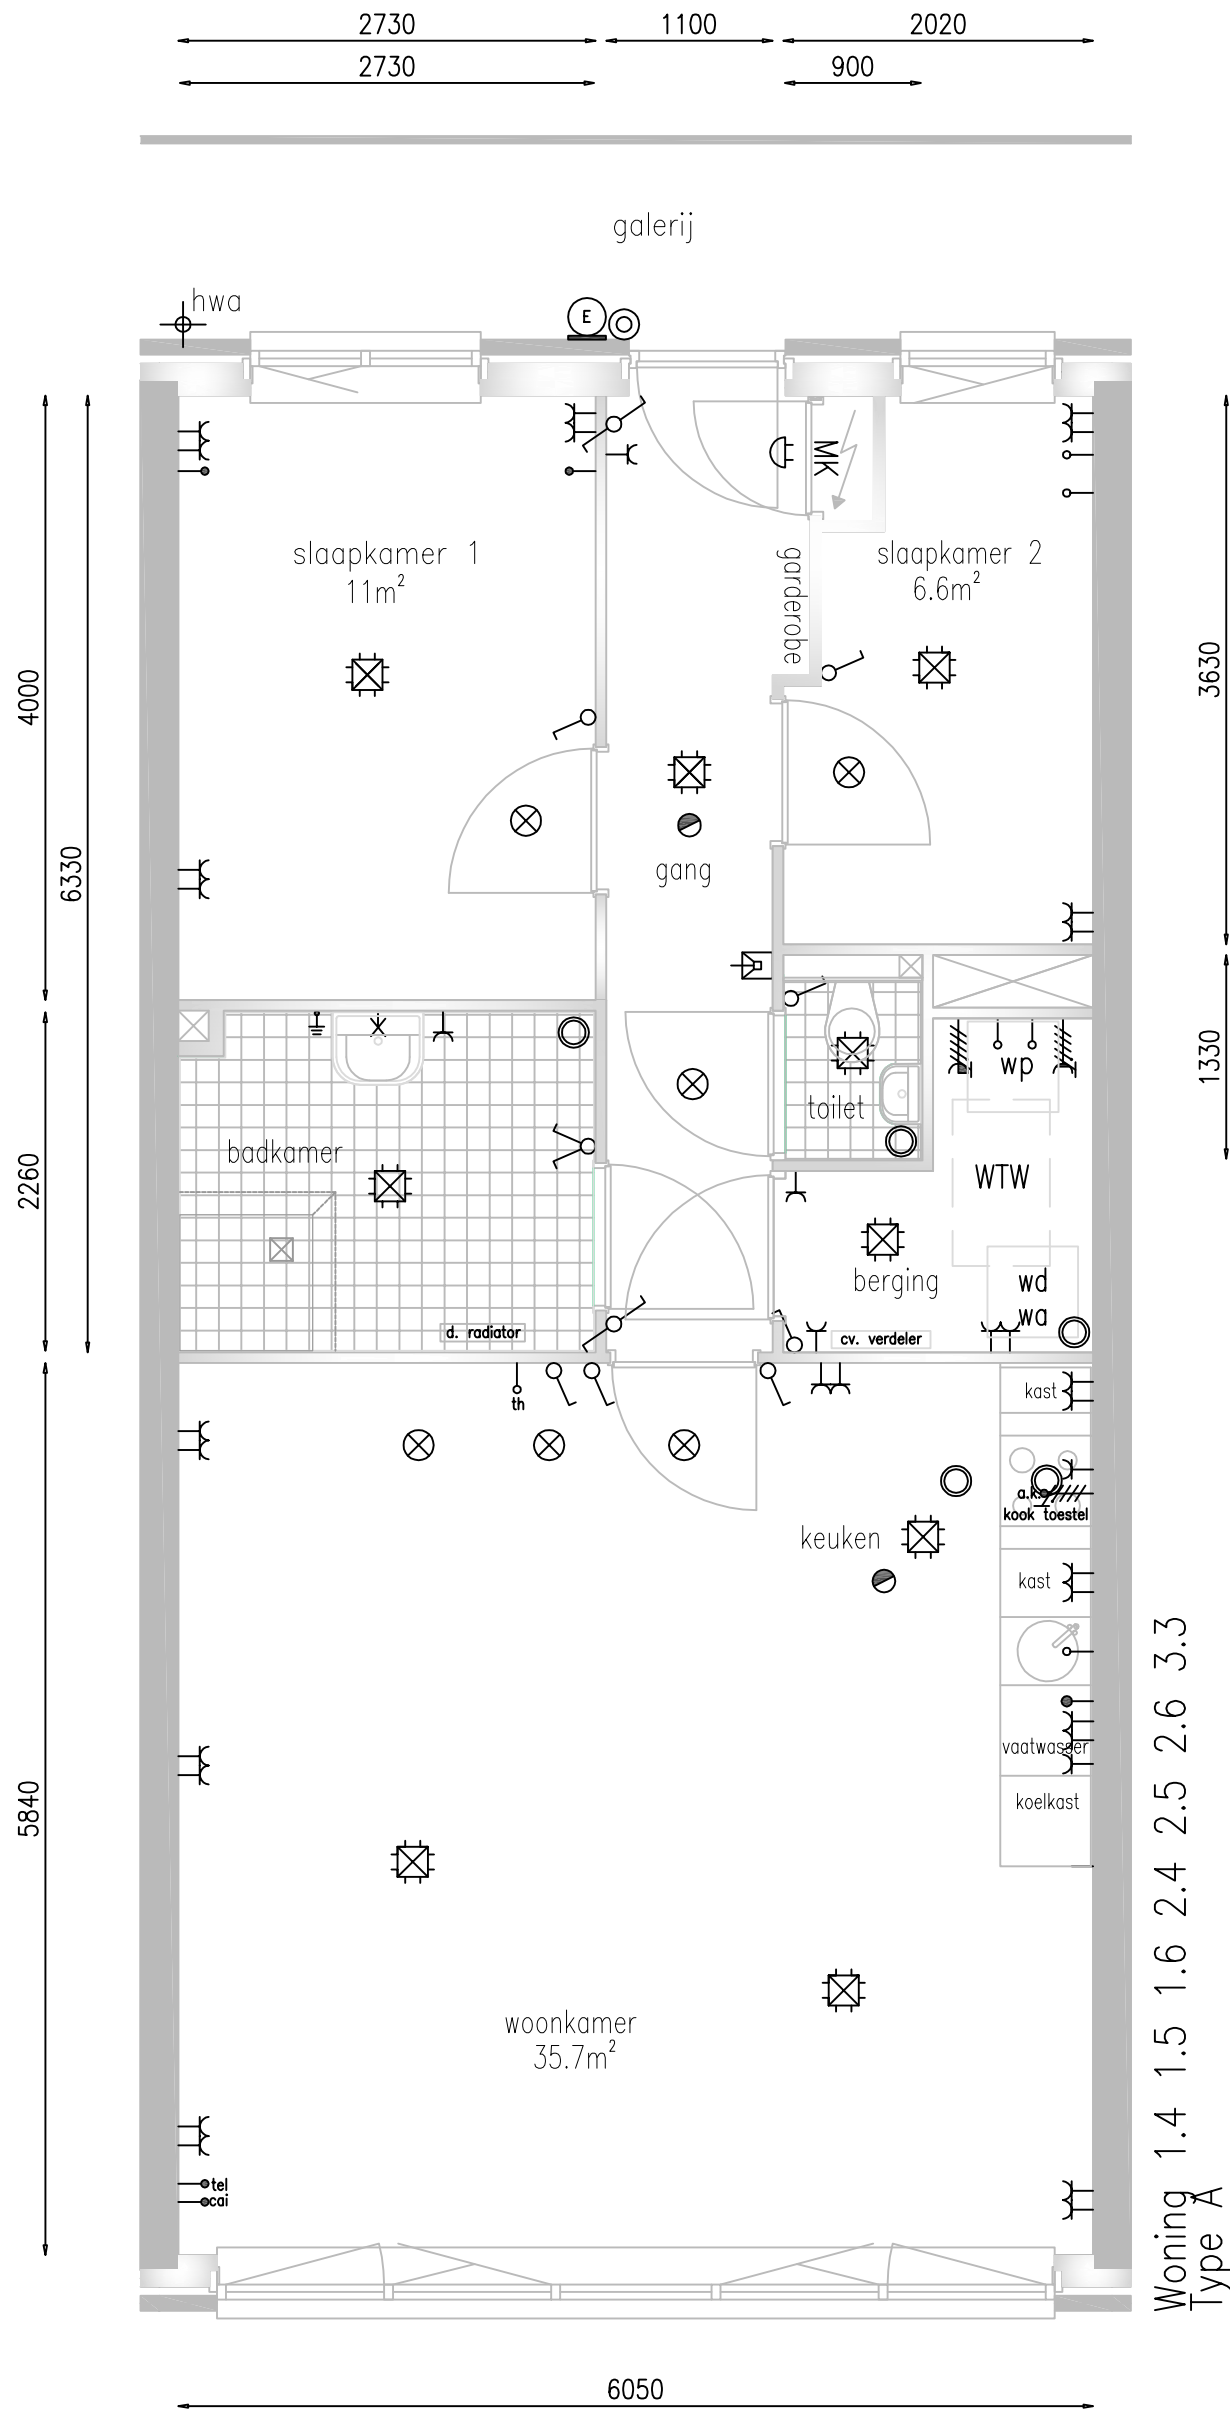 2730
1100
2020
2730
900
galerij
hwa
E
MK
slaapkamer 1
11m²
garderobe
slaapkamer 2
6.6m²
4000
6330
3630
gang
1330
wp
toilet
badkamer
2260
WTW
berging
wd
wa
d. radiator
cv. verdeler
th
kast
a.k.
kook toestel
keuken
kast
vaatwasser
koelkast
5840
woonkamer
35.7m²
tel
cai
Woning 1.4 1.5 1.6 2.4 2.5 2.6 3.3
Type A
6050